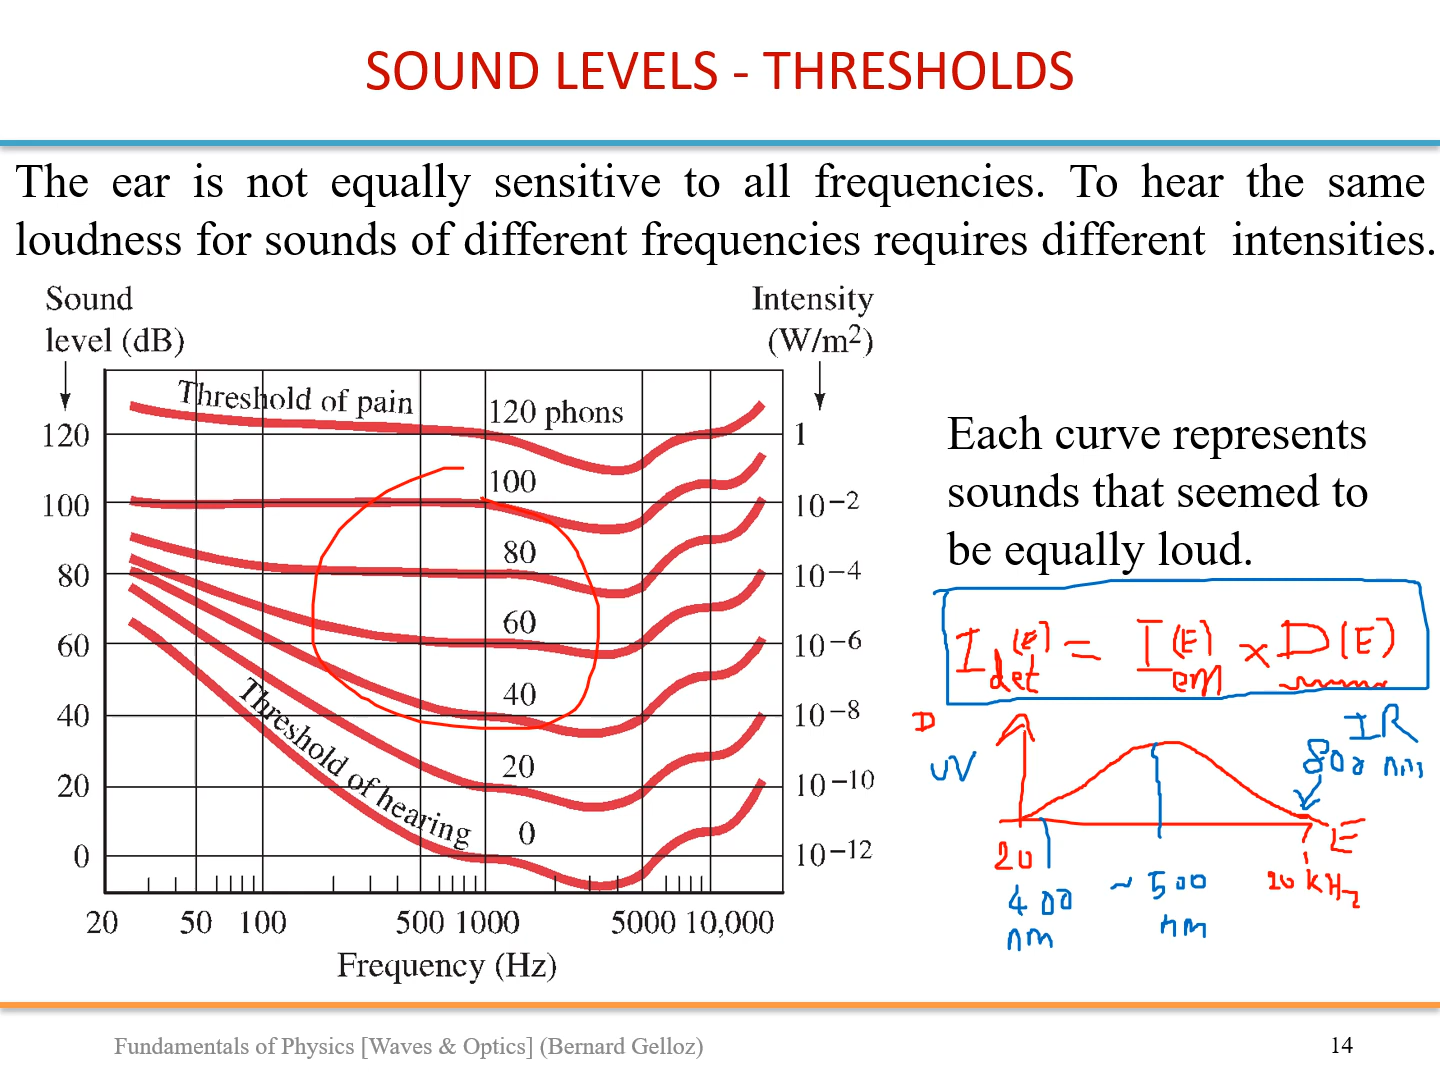 SOUND LEVELS - THRESHOLDS
The ear is not equally sensitive to all frequencies. To hear the same
loudness for sounds of different frequencies requires different intensities.
Sound
level (dB)
Intensity
(W/m²)
Threshold of pain
120 phons
100
80
60
40
20
0
Threshold of hearing
120
100
80
60
40
20
0
1
10⁻²
10⁻⁴
10⁻⁶
10⁻⁸
10⁻¹⁰
10⁻¹²
20 50 100 500 1000 5000 10,000
Frequency (Hz)
Each curve represents
sounds that seemed to
be equally loud.
I det (E) = I em (E) × D(E)
D
UV
IR
800 nm
E
20
20 kHz
400
nm
~ 500
nm
Fundamentals of Physics [Waves & Optics] (Bernard Gelloz)
14